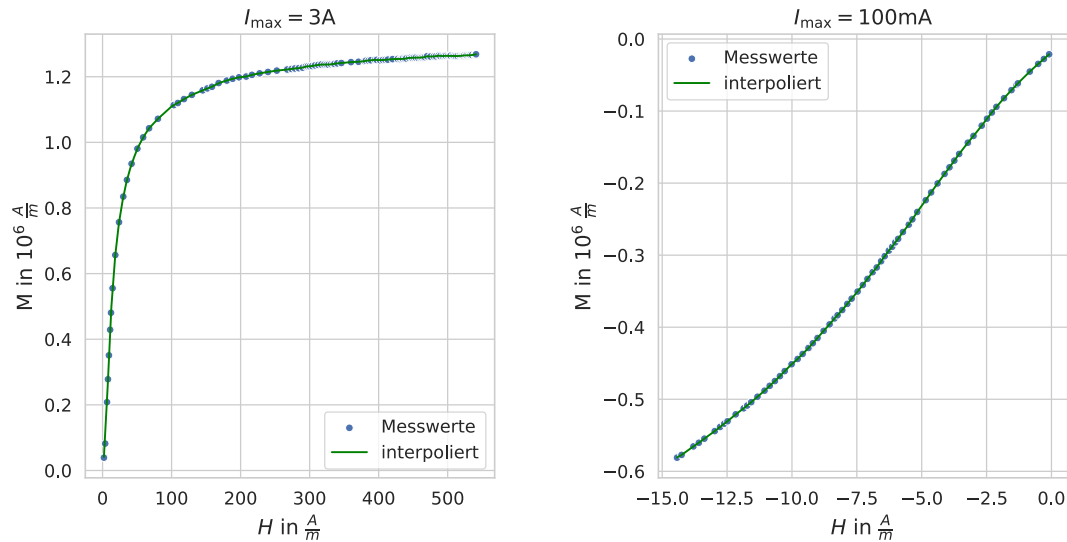 I_max = 3A
M in 10^6 A/m
1.2
1.0
0.8
0.6
0.4
0.2
0.0
Messwerte
interpoliert
0 100 200 300 400 500
H in A/m
I_max = 100mA
M in 10^6 A/m
0.0
−0.1
−0.2
−0.3
−0.4
−0.5
−0.6
Messwerte
interpoliert
−15.0 −12.5 −10.0 −7.5 −5.0 −2.5 0.0
H in A/m